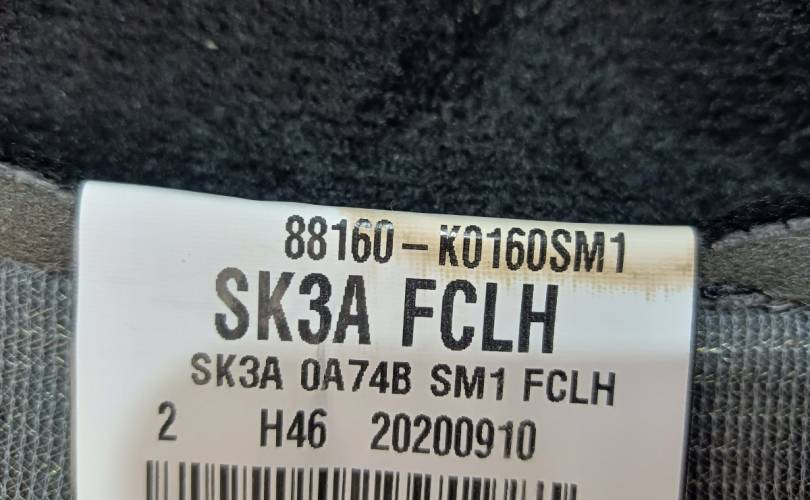 88160-K0160SM1
SK3A FCLH
SK3A 0A74B SM1 FCLH
2 H46 20200910